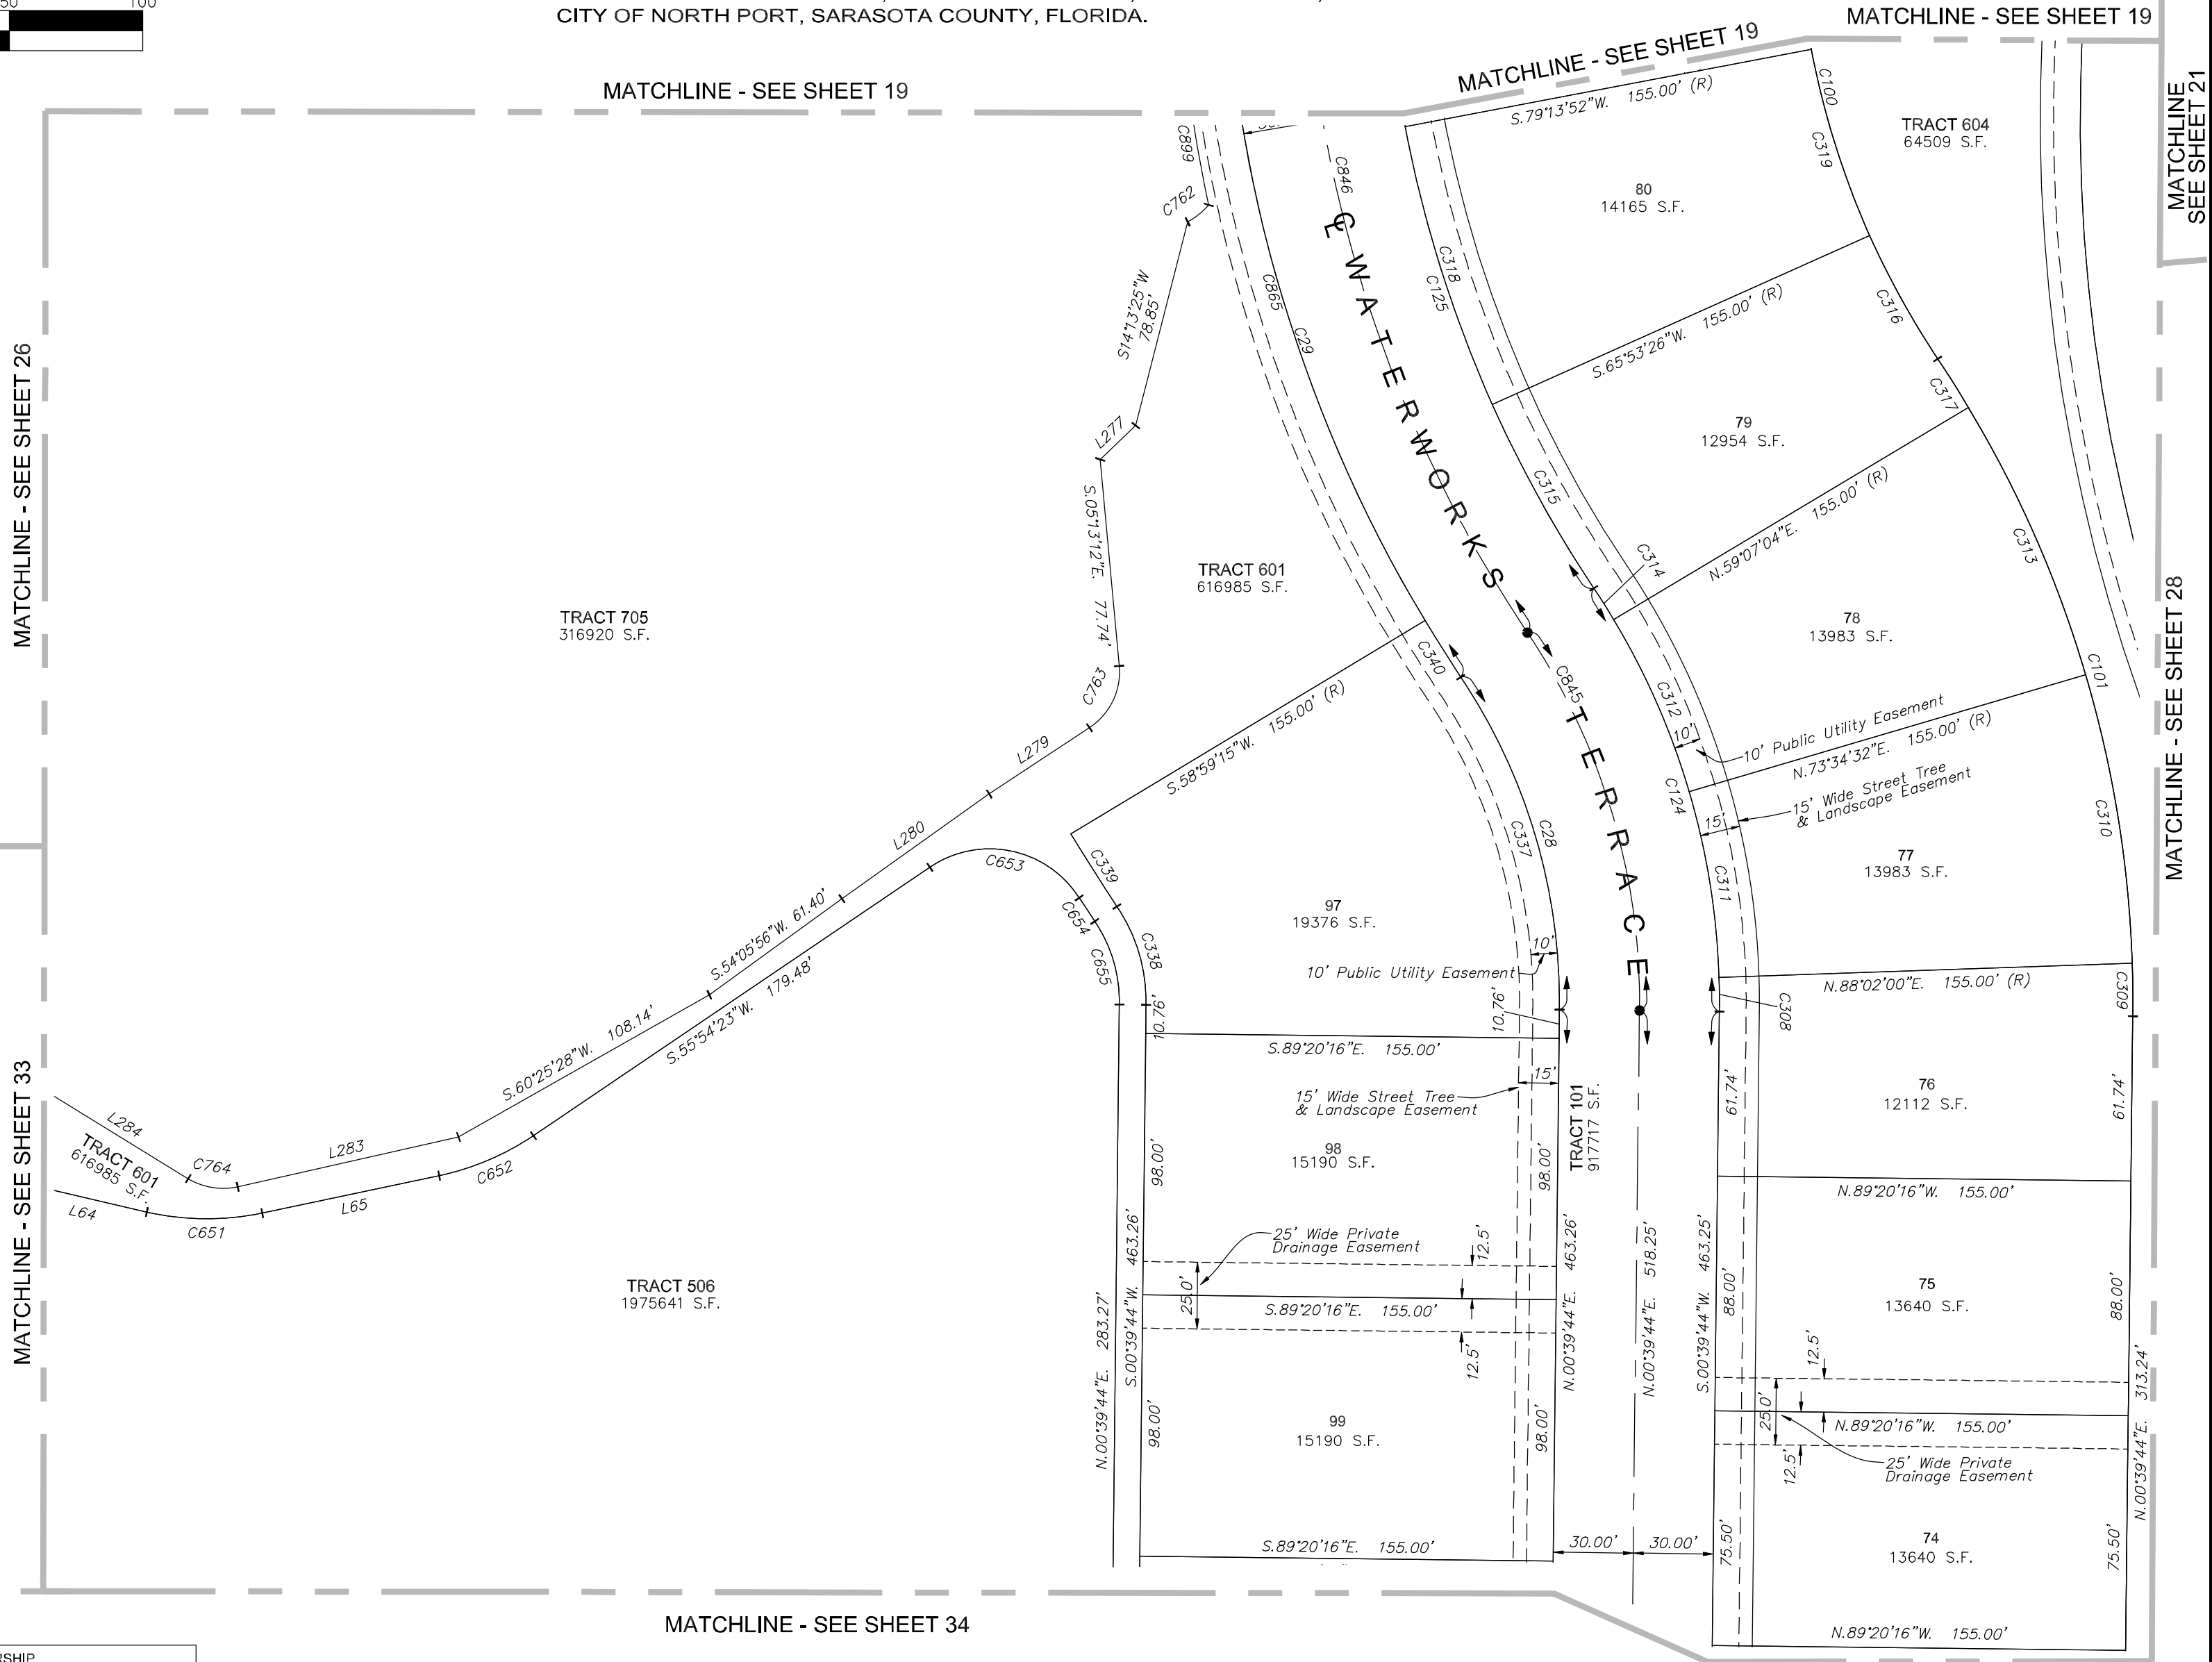 50 100
CITY OF NORTH PORT, SARASOTA COUNTY, FLORIDA.
MATCHLINE - SEE SHEET 19
MATCHLINE - SEE SHEET 19
MATCHLINE - SEE SHEET 19
MATCHLINE
SEE SHEET 21
MATCHLINE - SEE SHEET 26
MATCHLINE - SEE SHEET 33
MATCHLINE - SEE SHEET 28
MATCHLINE - SEE SHEET 34
TRACT 604
64509 S.F.
S.79°13'52"W. 155.00' (R)
C100
C319
80
14165 S.F.
C899
C762
C846
C318
C125
C865
C29
S14°13'25"W
78.85'
L277
S.05°13'12"E. 77.74'
C763
L279
L280
TRACT 705
316920 S.F.
TRACT 601
616985 S.F.
℄ WATERWORKS TERRACE
S.65°53'26"W. 155.00' (R)
C316
C317
79
12954 S.F.
C315
C314
N.59°07'04"E. 155.00' (R)
C313
78
13983 S.F.
C101
C312
10'
10' Public Utility Easement
N.73°34'32"E. 155.00' (R)
C124
15'
15' Wide Street Tree
& Landscape Easement
C310
77
13983 S.F.
C311
C340
C845
S.58°59'15"W. 155.00' (R)
C28
C337
C339
C338
97
19376 S.F.
10'
10' Public Utility Easement
10.76'
10.76'
C653
C654
C655
S.54°05'56"W. 61.40'
S.55°54'23"W. 179.48'
S.60°25'28"W. 108.14'
N.88°02'00"E. 155.00' (R)
C309
C308
S.89°20'16"E. 155.00'
15'
15' Wide Street Tree
& Landscape Easement
TRACT 101
917717 S.F.
61.74'
76
12112 S.F.
61.74'
L284
TRACT 601
616985 S.F.
C764
L283
C652
L65
C651
L64
98
15190 S.F.
98.00'
98.00'
N.89°20'16"W. 155.00'
25' Wide Private
Drainage Easement
12.5'
25.0'
S.89°20'16"E. 155.00'
12.5'
TRACT 506
1975641 S.F.
N.00°39'44"E. 283.27'
S.00°39'44"W. 463.26'
N.00°39'44"E. 463.26'
N.00°39'44"E. 518.25'
S.00°39'44"W. 463.25'
88.00'
75
13640 S.F.
88.00'
N.00°39'44"E. 313.24'
12.5'
25.0'
N.89°20'16"W. 155.00'
12.5'
25' Wide Private
Drainage Easement
99
15190 S.F.
98.00'
98.00'
S.89°20'16"E. 155.00'
30.00' 30.00'
75.50'
74
13640 S.F.
75.50'
N.89°20'16"W. 155.00'